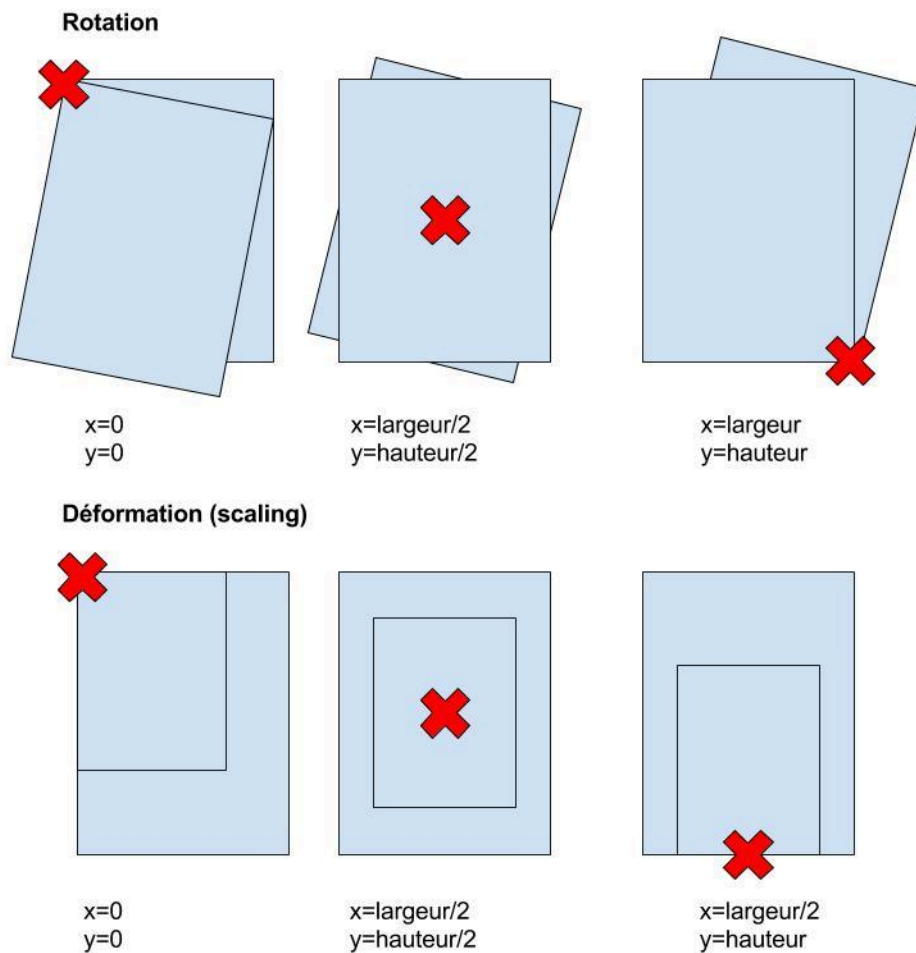 Rotation
x=0
y=0
x=largeur/2
y=hauteur/2
x=largeur
y=hauteur
Déformation (scaling)
x=0
y=0
x=largeur/2
y=hauteur/2
x=largeur/2
y=hauteur